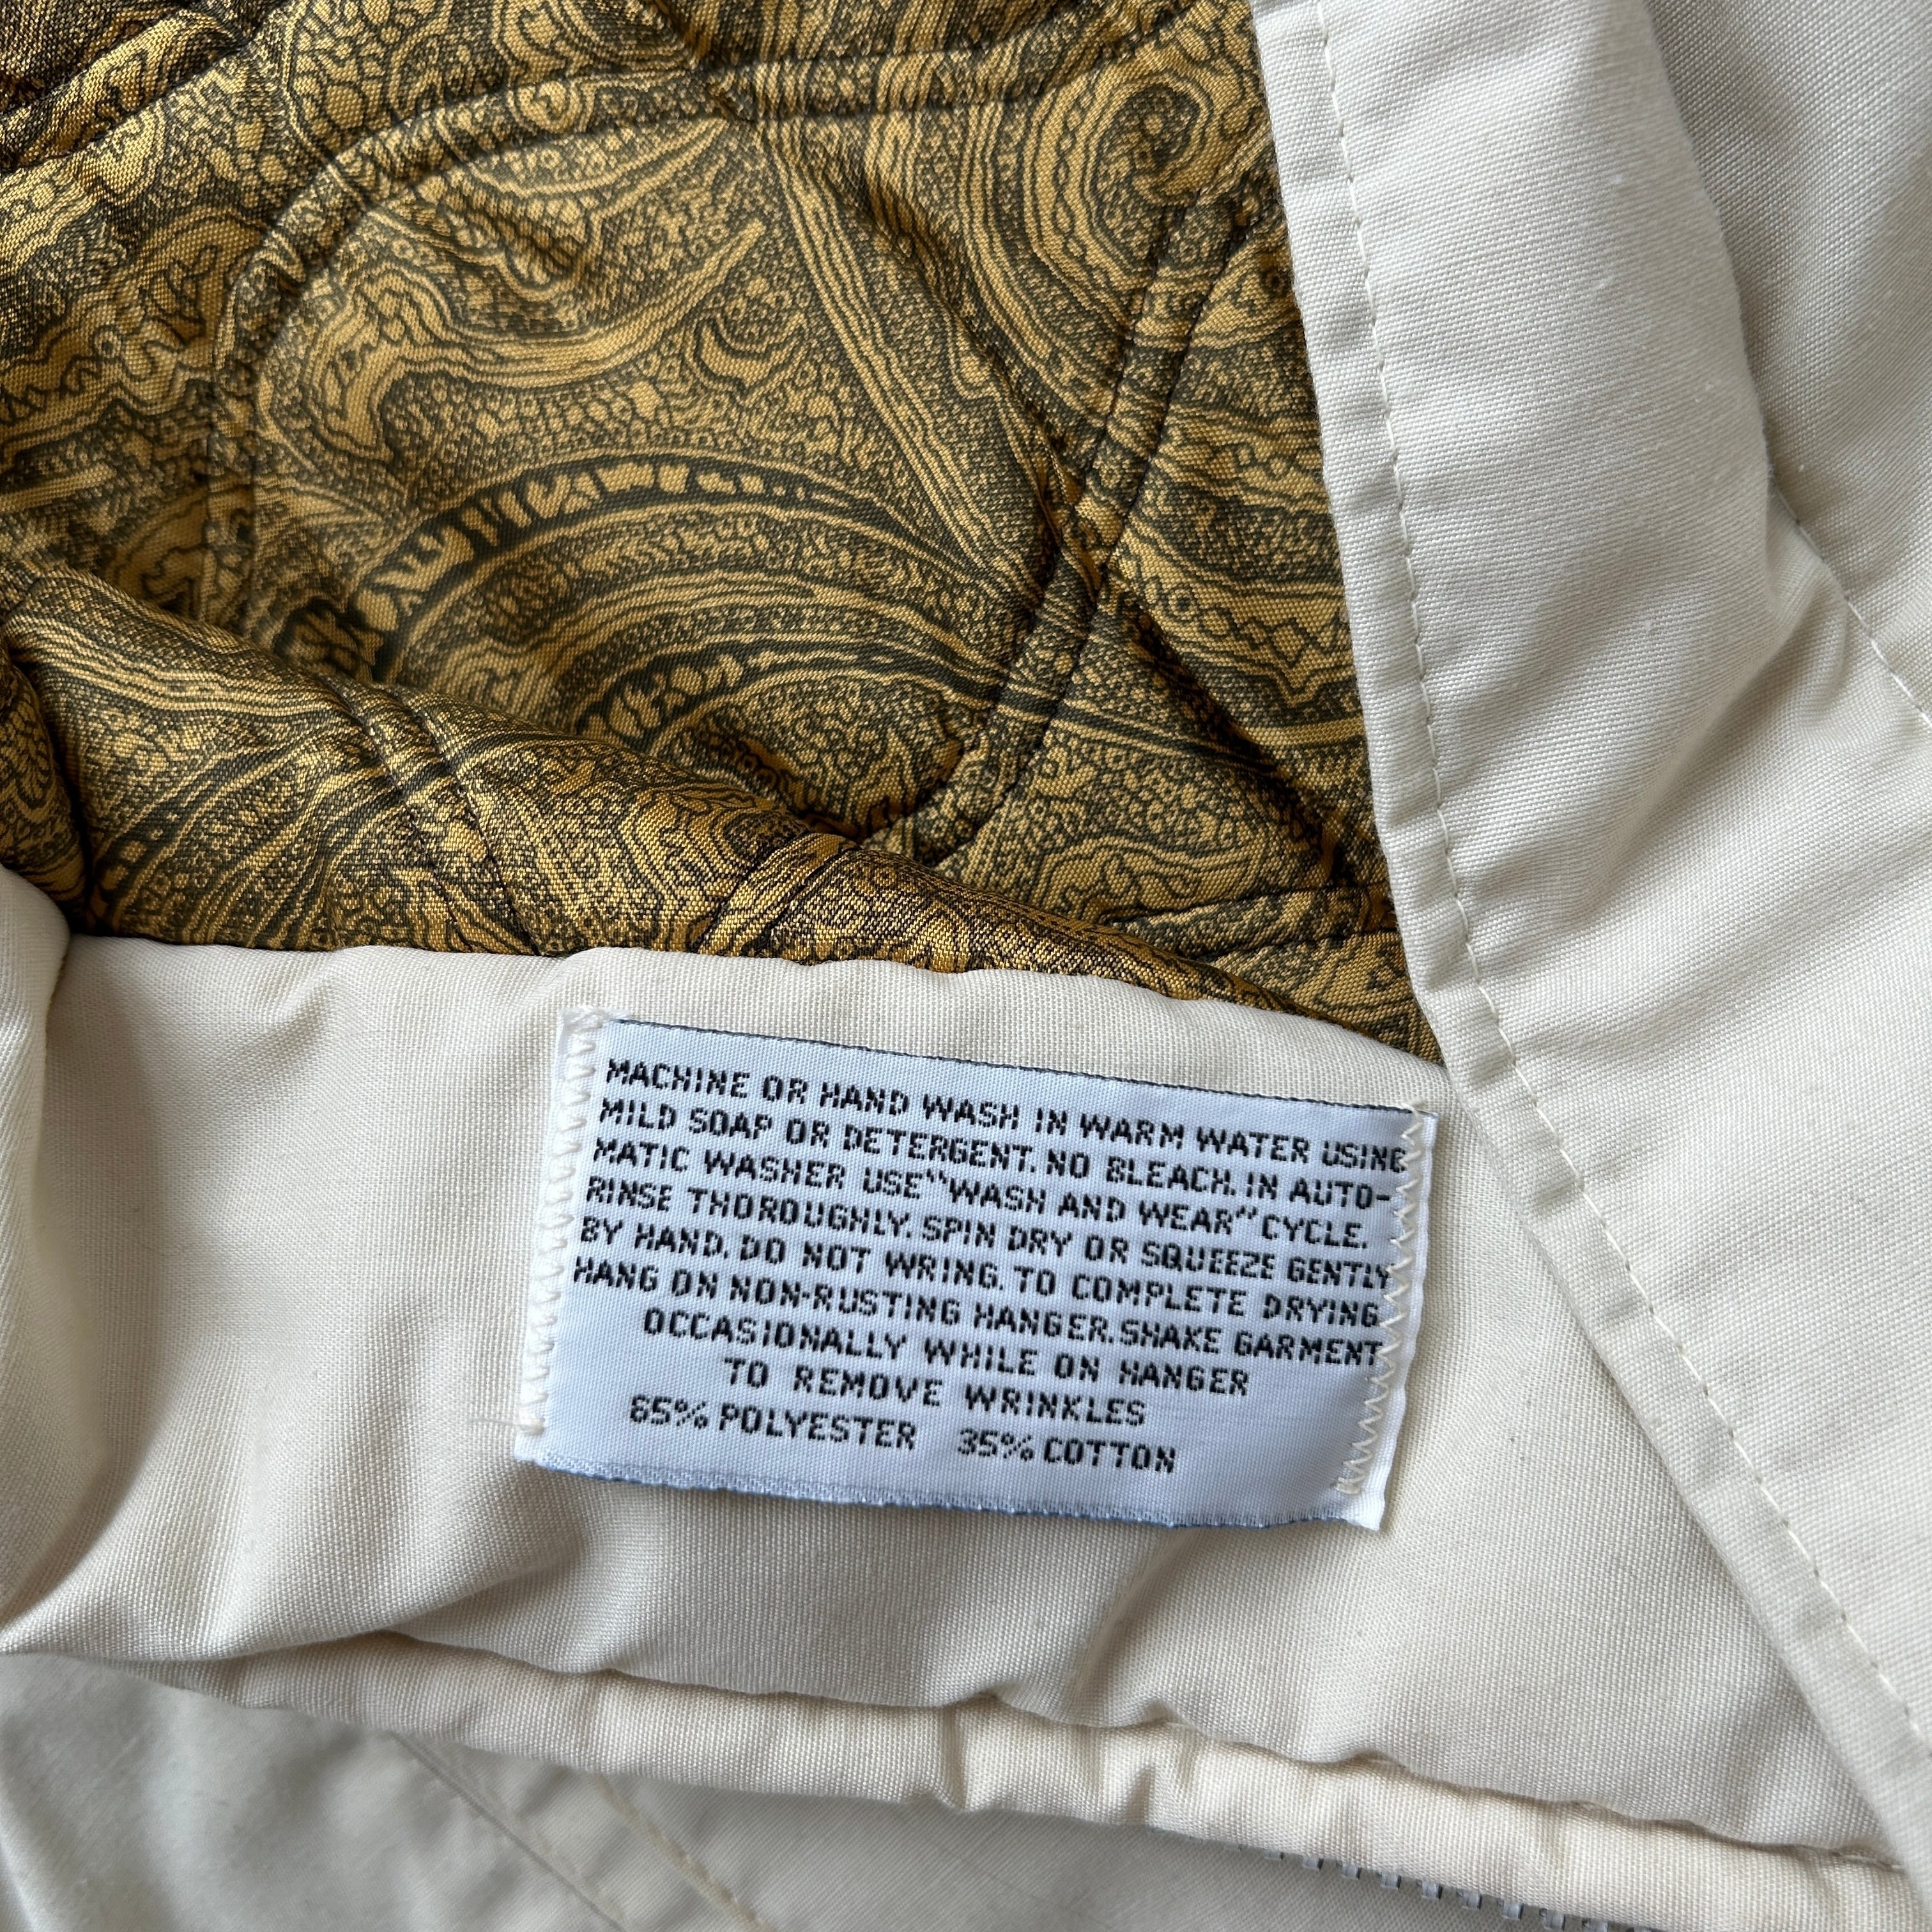 MACHINE OR HAND WASH IN WARM WATER USING
MILD SOAP OR DETERGENT. NO BLEACH. IN AUTO-
MATIC WASHER USE "WASH AND WEAR" CYCLE.
RINSE THOROUGHLY. SPIN DRY OR SQUEEZE GENTLY
BY HAND. DO NOT WRING. TO COMPLETE DRYING
HANG ON NON-RUSTING HANGER. SHAKE GARMENT
OCCASIONALLY WHILE ON HANGER
TO REMOVE WRINKLES
65% POLYESTER 35% COTTON